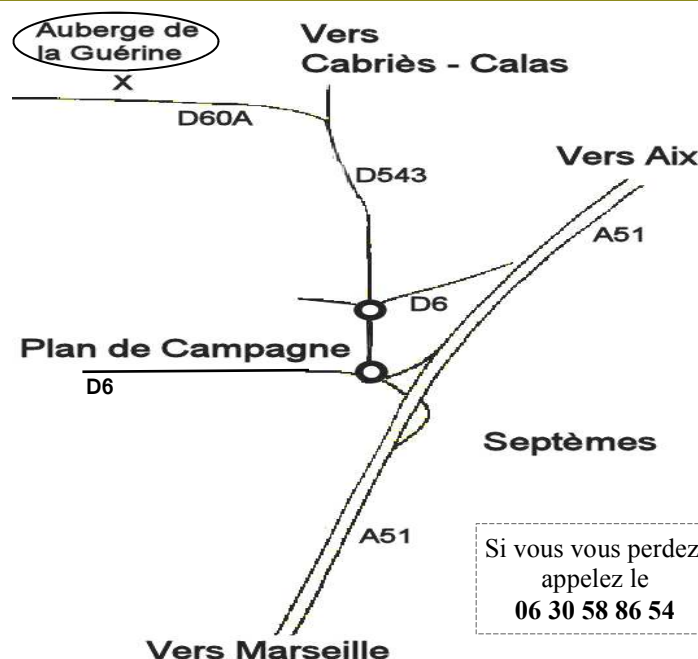 Auberge de
la Guérine
X
Vers
Cabriès - Calas
D60A
D543
Vers Aix
A51
D6
Plan de Campagne
D6
Septèmes
A51
Si vous vous perdez
appelez le
06 30 58 86 54
Vers Marseille